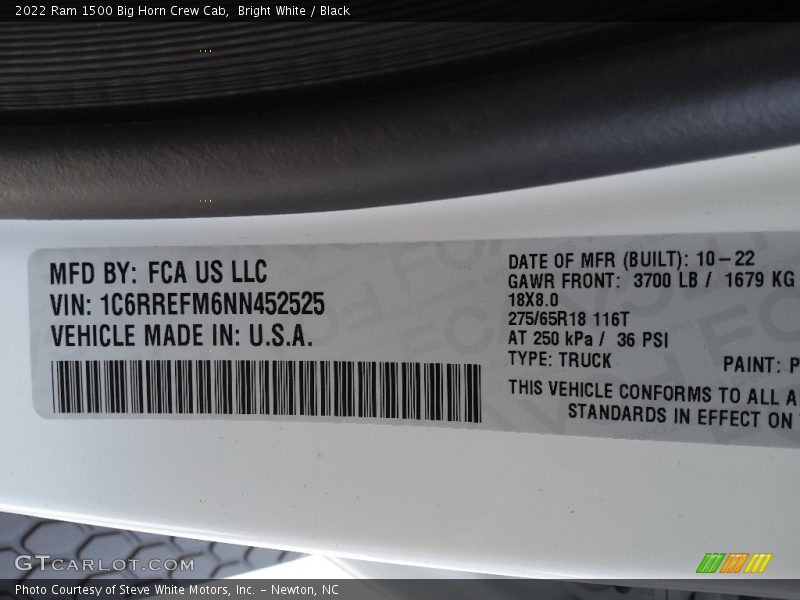 2022 Ram 1500 Big Horn Crew Cab,  Bright White / Black
MFD BY: FCA US LLC
VIN: 1C6RREFM6NN452525
VEHICLE MADE IN: U.S.A.
DATE OF MFR (BUILT): 10-22
GAWR FRONT: 3700 LB / 1679 KG
18X8.0
275/65R18 116T
AT 250 kPa / 36 PSI
TYPE: TRUCK
PAINT: P
THIS VEHICLE CONFORMS TO ALL A
STANDARDS IN EFFECT ON
GTCarLot.com
Photo Courtesy of Steve White Motors, Inc. – Newton, NC